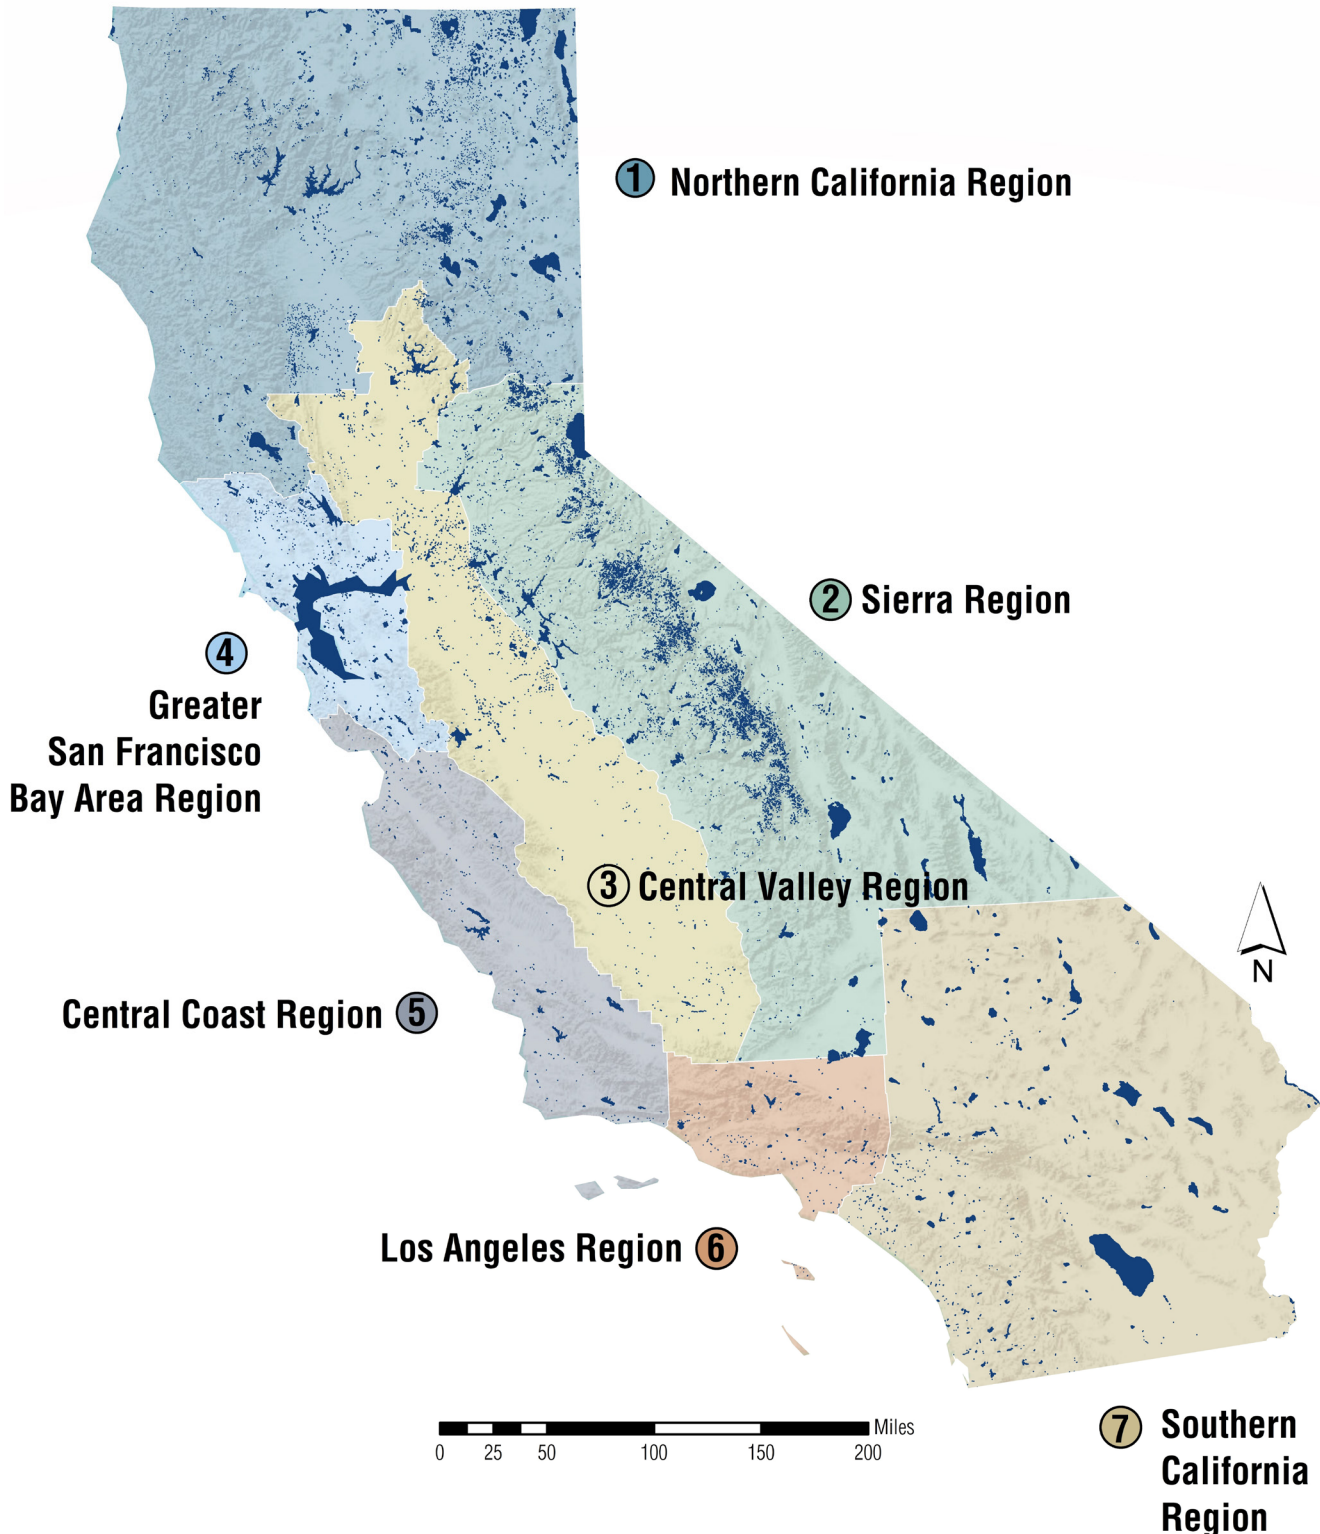 1 Northern California Region
2 Sierra Region
4
Greater
San Francisco
Bay Area Region
3 Central Valley Region
N
Central Coast Region 5
Los Angeles Region 6
7 Southern
California
Region
Miles
0 25 50 100 150 200